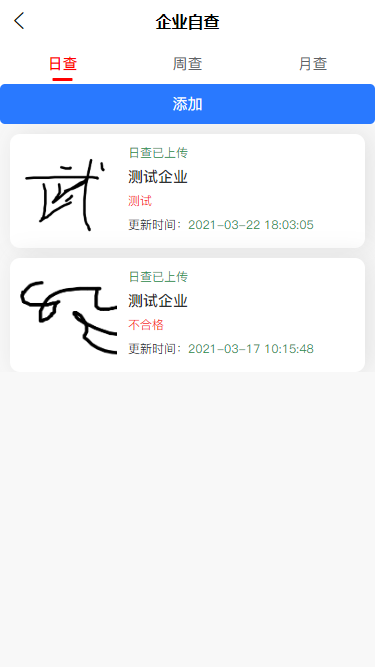 企业自查
日查 周查 月查
添加
日查已上传
测试企业
测试
更新时间：2021-03-22 18:03:05
日查已上传
测试企业
不合格
更新时间：2021-03-17 10:15:48